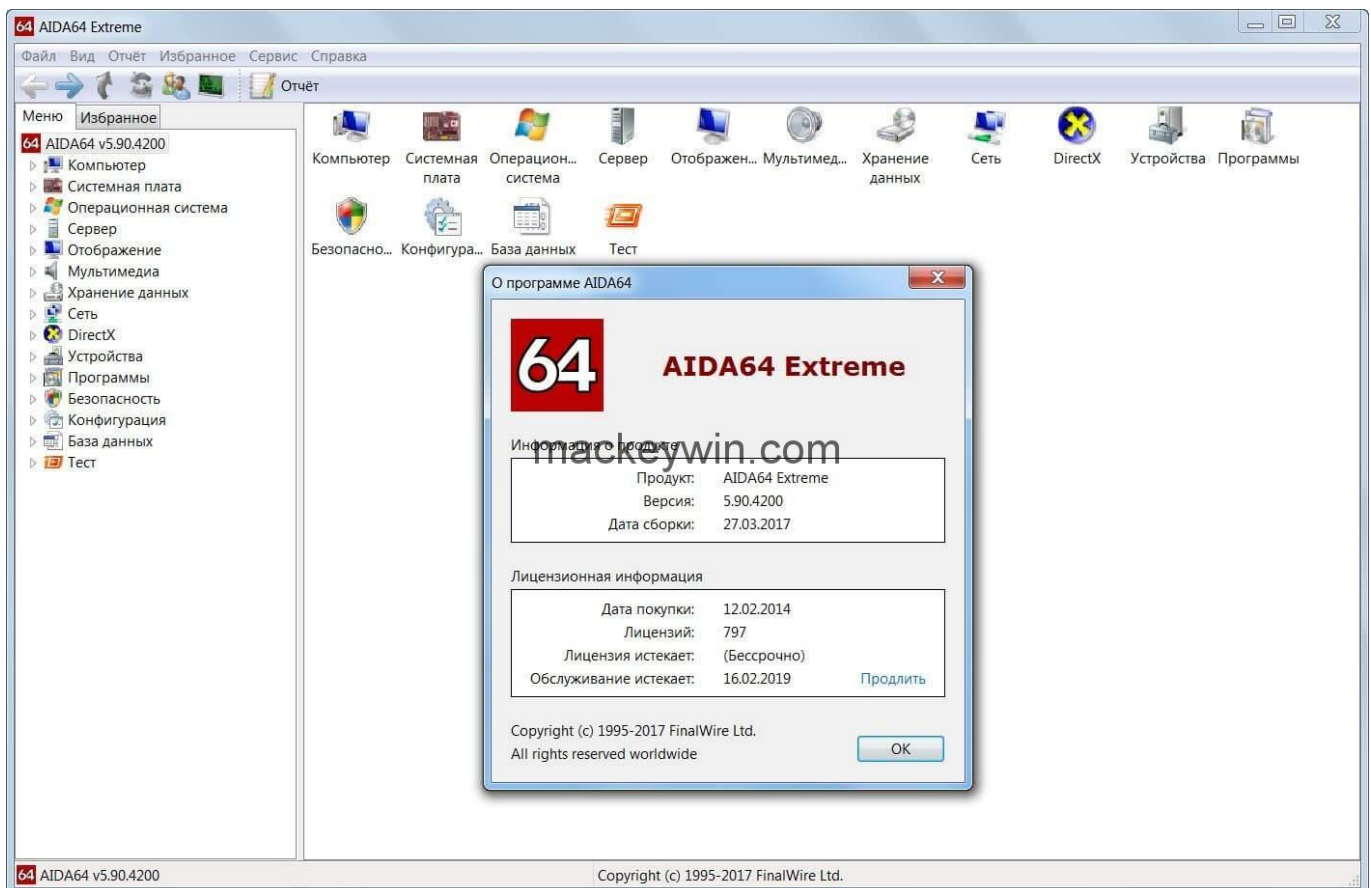 64 AIDA64 Extreme
Файл Вид Отчёт Избранное Сервис Справка
Отчёт
Меню Избранное
64 AIDA64 v5.90.4200
Компьютер
Системная плата
Операционная система
Сервер
Отображение
Мультимедиа
Хранение данных
Сеть
DirectX
Устройства
Программы
Безопасность
Конфигурация
База данных
Тест
Компьютер
Системная плата
Операцион... система
Сервер
Отображен...
Мультимед...
Хранение данных
Сеть
DirectX
Устройства
Программы
Безопасно...
Конфигура...
База данных
Тест
О программе AIDA64
64
AIDA64 Extreme
Информация о продукте
mackeywin.com
Продукт: AIDA64 Extreme
Версия: 5.90.4200
Дата сборки: 27.03.2017
Лицензионная информация
Дата покупки: 12.02.2014
Лицензий: 797
Лицензия истекает: (Бессрочно)
Обслуживание истекает: 16.02.2019 Продлить
Copyright (c) 1995-2017 FinalWire Ltd.
All rights reserved worldwide
OK
64 AIDA64 v5.90.4200
Copyright (c) 1995-2017 FinalWire Ltd.